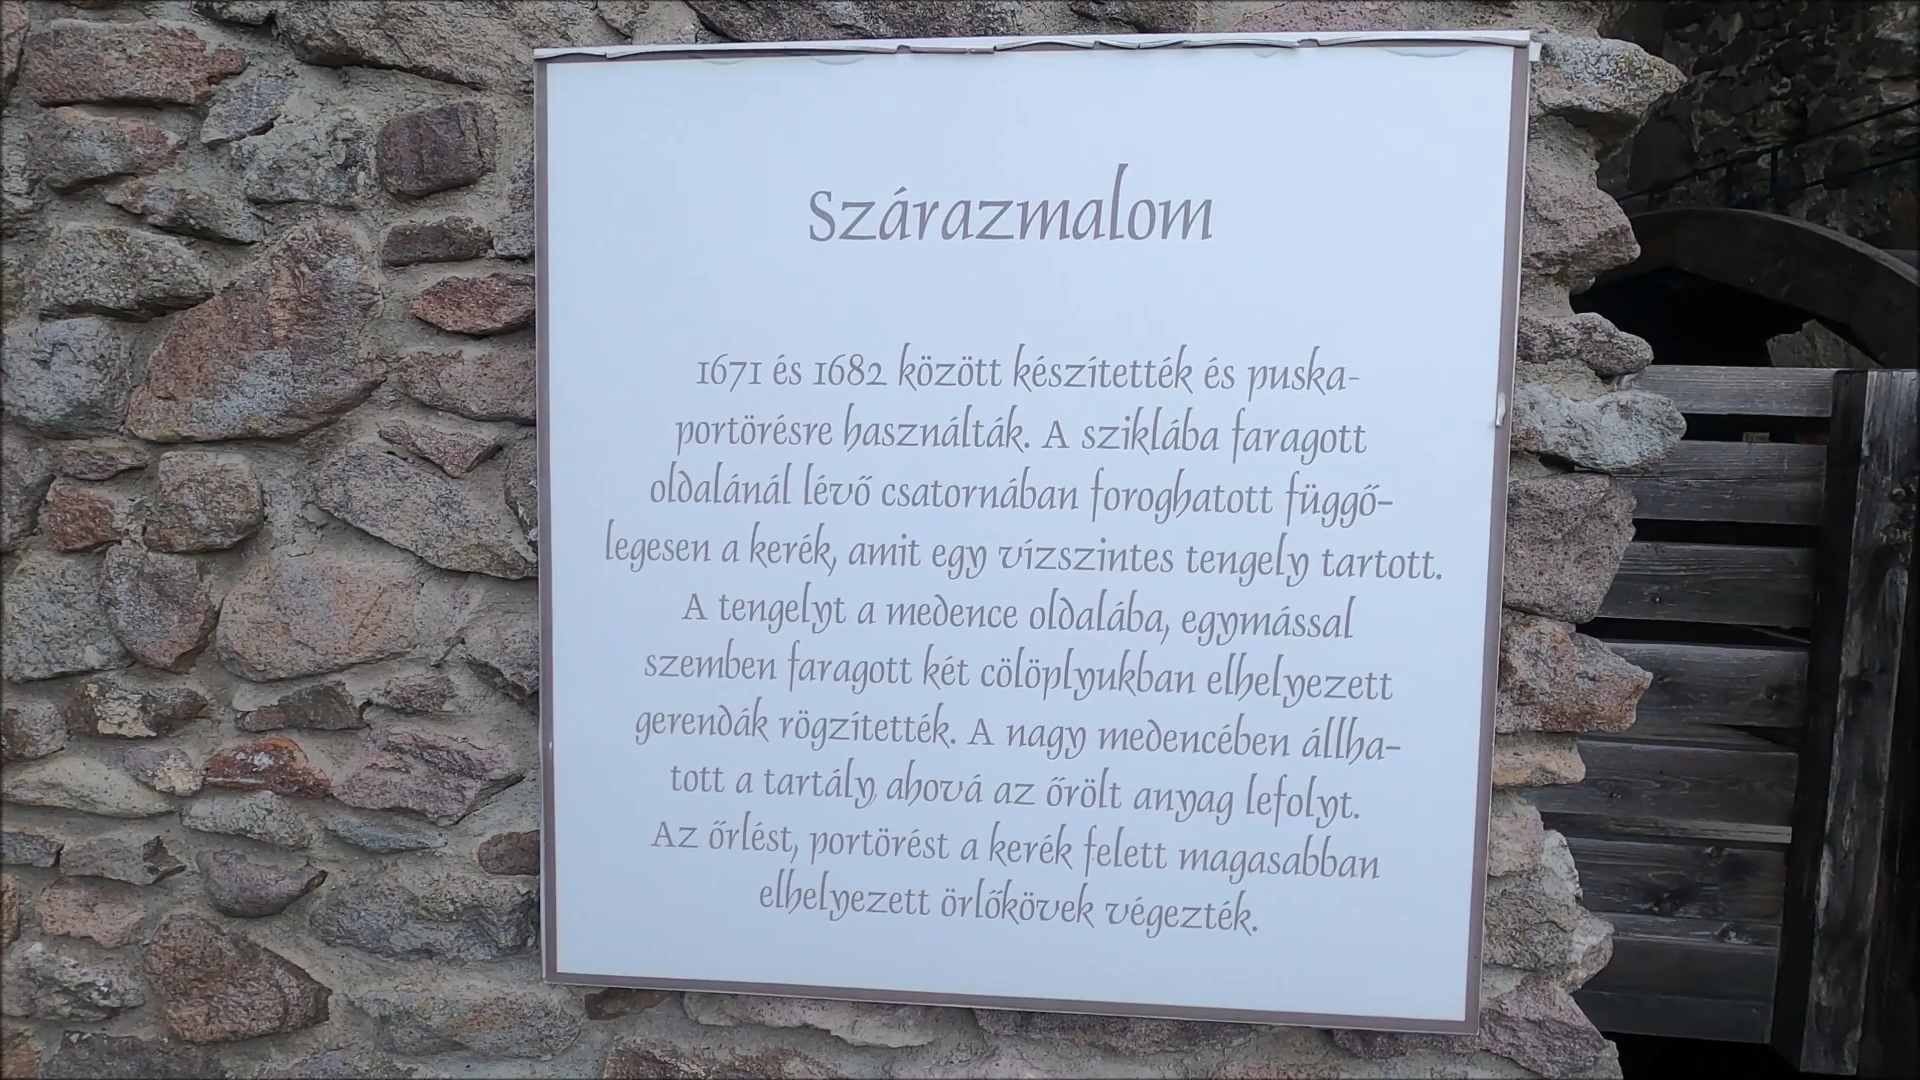 Szárazmalom
1671 és 1682 között készítették és puska-
portörésre használták. A sziklába faragott
oldalánál lévő csatornában foroghatott függő-
legesen a kerék, amit egy vízszintes tengely tartott.
A tengelyt a medence oldalába, egymással
szemben faragott két cölöplyukban elhelyezett
gerendák rögzítették. A nagy medencében állha-
tott a tartály, ahová az őrölt anyag lefolyt.
Az őrlést, portörést a kerék felett magasabban
elhelyezett örlőkövek végezték.